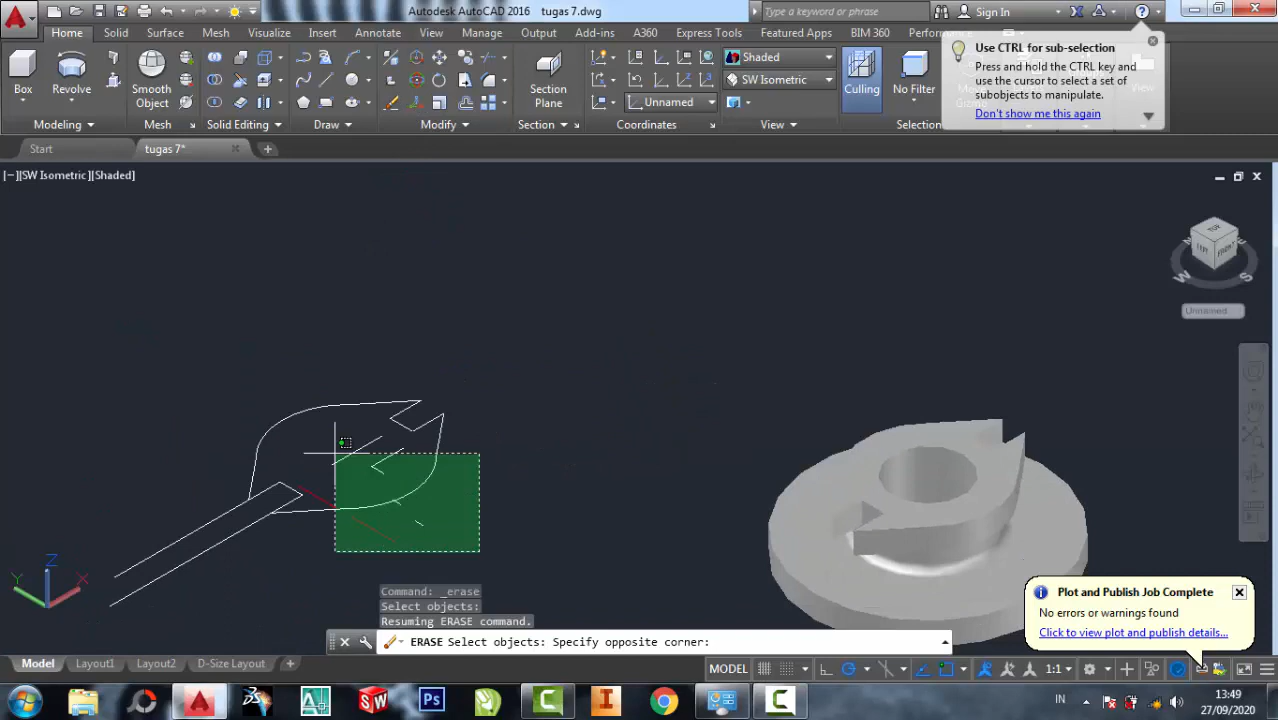 Autodesk AutoCAD 2016 tugas 7.dwg
Type a keyword or phrase
Sign In
Home Solid Surface Mesh Visualize Insert Annotate View Manage Output Add-ins A360 Express Tools Featured Apps BIM 360
Use CTRL for sub-selection
Press and hold the CTRL key and
use the cursor to select a set of
subobjects to manipulate.
Don't show me this again
Box
Revolve
Smooth
Object
Section
Plane
Shaded
SW Isometric
Unnamed
Culling
No Filter
Modeling Mesh Solid Editing Draw Modify Section Coordinates View
Start
tugas 7*
[−][SW Isometric][Shaded]
TOP
LEFT
FRONT
W
S
Unnamed
Z
Y
X
Command: _erase
Select objects:
Resuming ERASE command.
ERASE Select objects: Specify opposite corner:
Plot and Publish Job Complete
No errors or warnings found
Click to view plot and publish details...
Model Layout1 Layout2 D-Size Layout
MODEL
1:1
SW
Ps
IN
13:49
27/09/2020